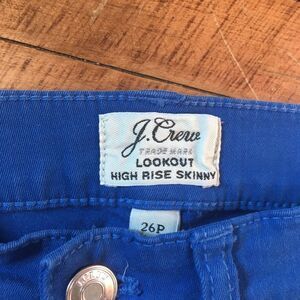 J.Crew
TRADE MARK
LOOKOUT
HIGH RISE SKINNY
26P